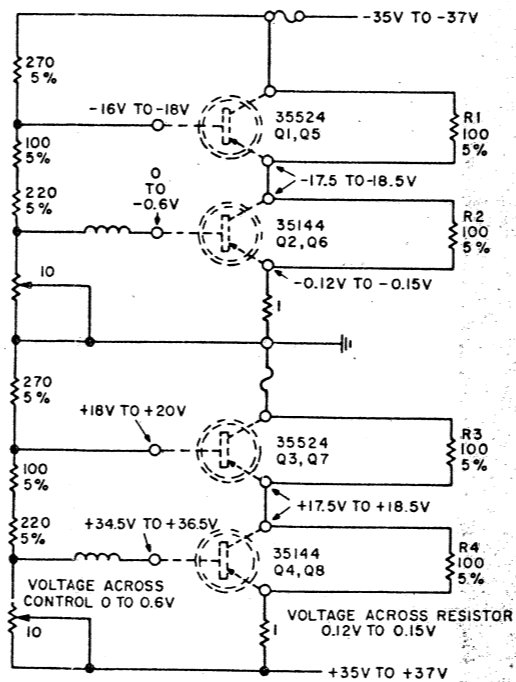 -35V TO -37V
270
5%
-16V TO-18V
35524
Q1,Q5
R1
100
5%
100
5%
0
TO
-0.6V
-17.5 TO-18.5V
220
5%
35144
Q2,Q6
R2
100
5%
10
-0.12V TO -0.15V
1
270
5%
+18V TO +20V
35524
Q3,Q7
R3
100
5%
100
5%
+17.5V TO +18.5V
220
5%
+34.5V TO +36.5V
35144
Q4,Q8
R4
100
5%
VOLTAGE ACROSS
CONTROL 0 TO 0.6V
10
1
VOLTAGE ACROSS RESISTOR
0.12V TO 0.15V
+35V TO +37V